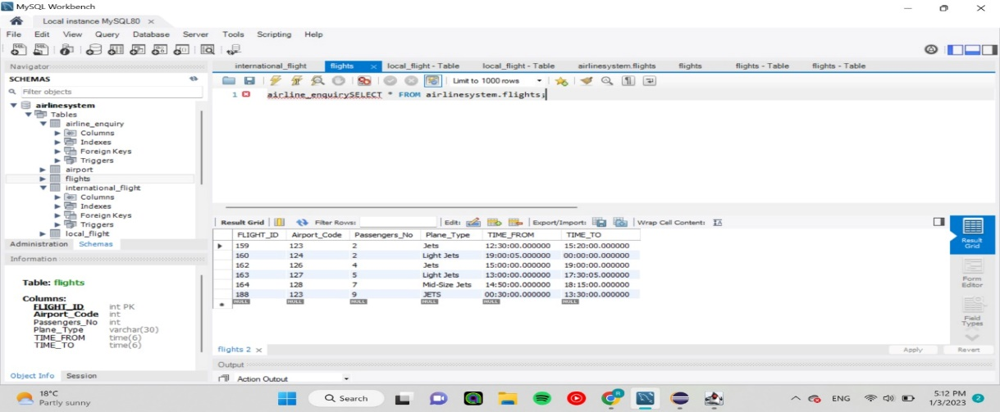 MySQL Workbench
Local instance MySQL80 ×
File Edit View Query Database Server Tools Scripting Help
Navigator
international_flight flights × local_flight - Table local_flight - Table airlinesystem.flights flights flights - Table flights - Table
SCHEMAS
Limit to 1000 rows
Filter objects
1 airline_enquirySELECT * FROM airlinesystem.flights;
airlinesystem
Tables
airline_enquiry
Columns
Indexes
Foreign Keys
Triggers
airport
flights
international_flight
Columns
Indexes
Foreign Keys
Triggers
local_flight
Administration Schemas
Information
Table: flights
Columns:
FLIGHT_ID int PK
Airport_Code int
Passengers_No int
Plane_Type varchar(30)
TIME_FROM time(6)
TIME_TO time(6)
Object Info Session
Result Grid Filter Rows: Edit: Export/Import: Wrap Cell Content:
FLIGHT_ID Airport_Code Passengers_No Plane_Type TIME_FROM TIME_TO
159 123 2 Jets 12:30:00.000000 15:20:00.000000
160 124 2 Light Jets 19:00:05.000000 00:00:00.000000
162 126 4 Jets 15:00:00.000000 19:00:00.000000
163 127 5 Light Jets 13:00:00.000000 17:30:05.000000
164 128 7 Mid-Size Jets 14:50:00.000000 18:15:00.000000
188 123 9 JETS 00:30:00.000000 13:30:00.000000
NULL NULL NULL NULL NULL NULL
Result
Grid
Form
Editor
Field
Types
flights 2 ×
Apply Revert
Output
Action Output
18°C
Partly sunny
Search
ENG
5:12 PM
1/3/2023
2